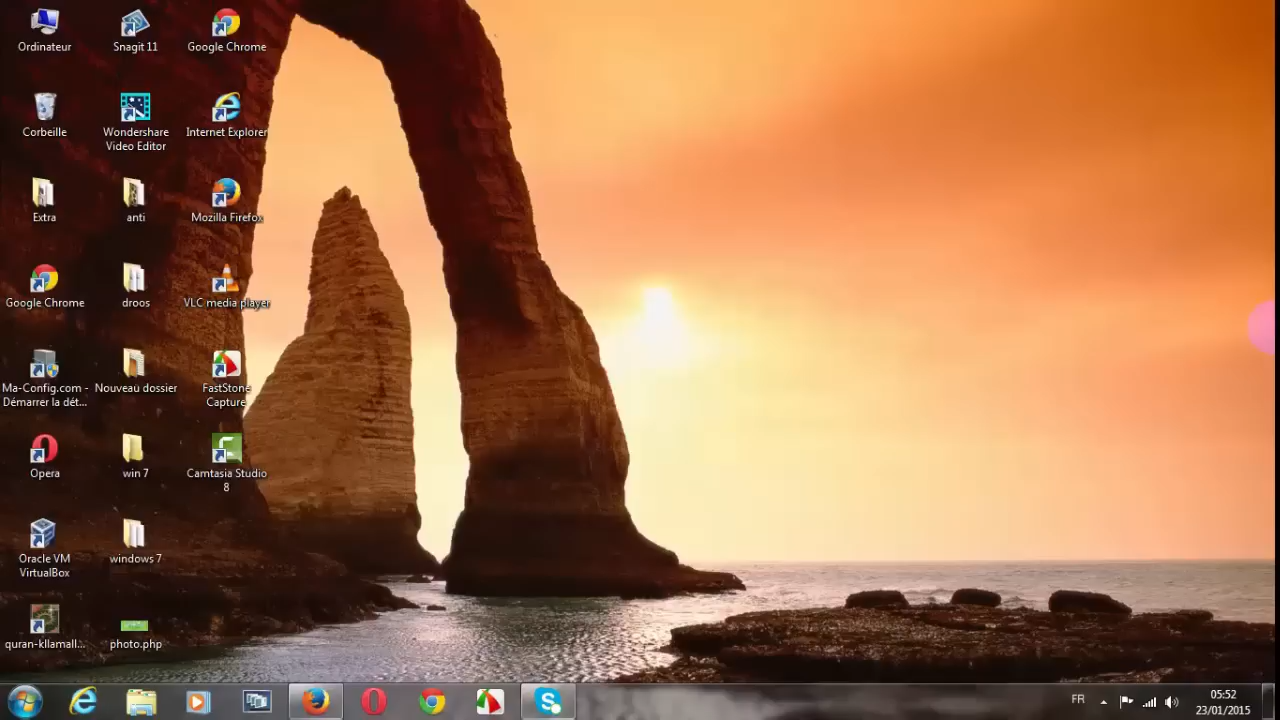 Ordinateur
Snagit 11
Google Chrome
Corbeille
Wondershare
Video Editor
Internet Explorer
Extra
anti
Mozilla Firefox
Google Chrome
droos
VLC media player
Ma-Config.com -
Démarrer la dét...
Nouveau dossier
FastStone
Capture
Opera
win 7
Camtasia Studio
8
Oracle VM
VirtualBox
windows 7
quran-kllamall...
photo.php
FR
05:52
23/01/2015